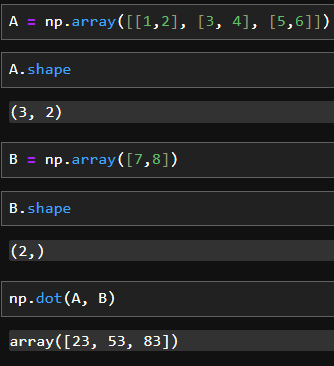 A = np.array([[1,2], [3, 4], [5,6]])
A.shape
(3, 2)
B = np.array([7,8])
B.shape
(2,)
np.dot(A, B)
array([23, 53, 83])